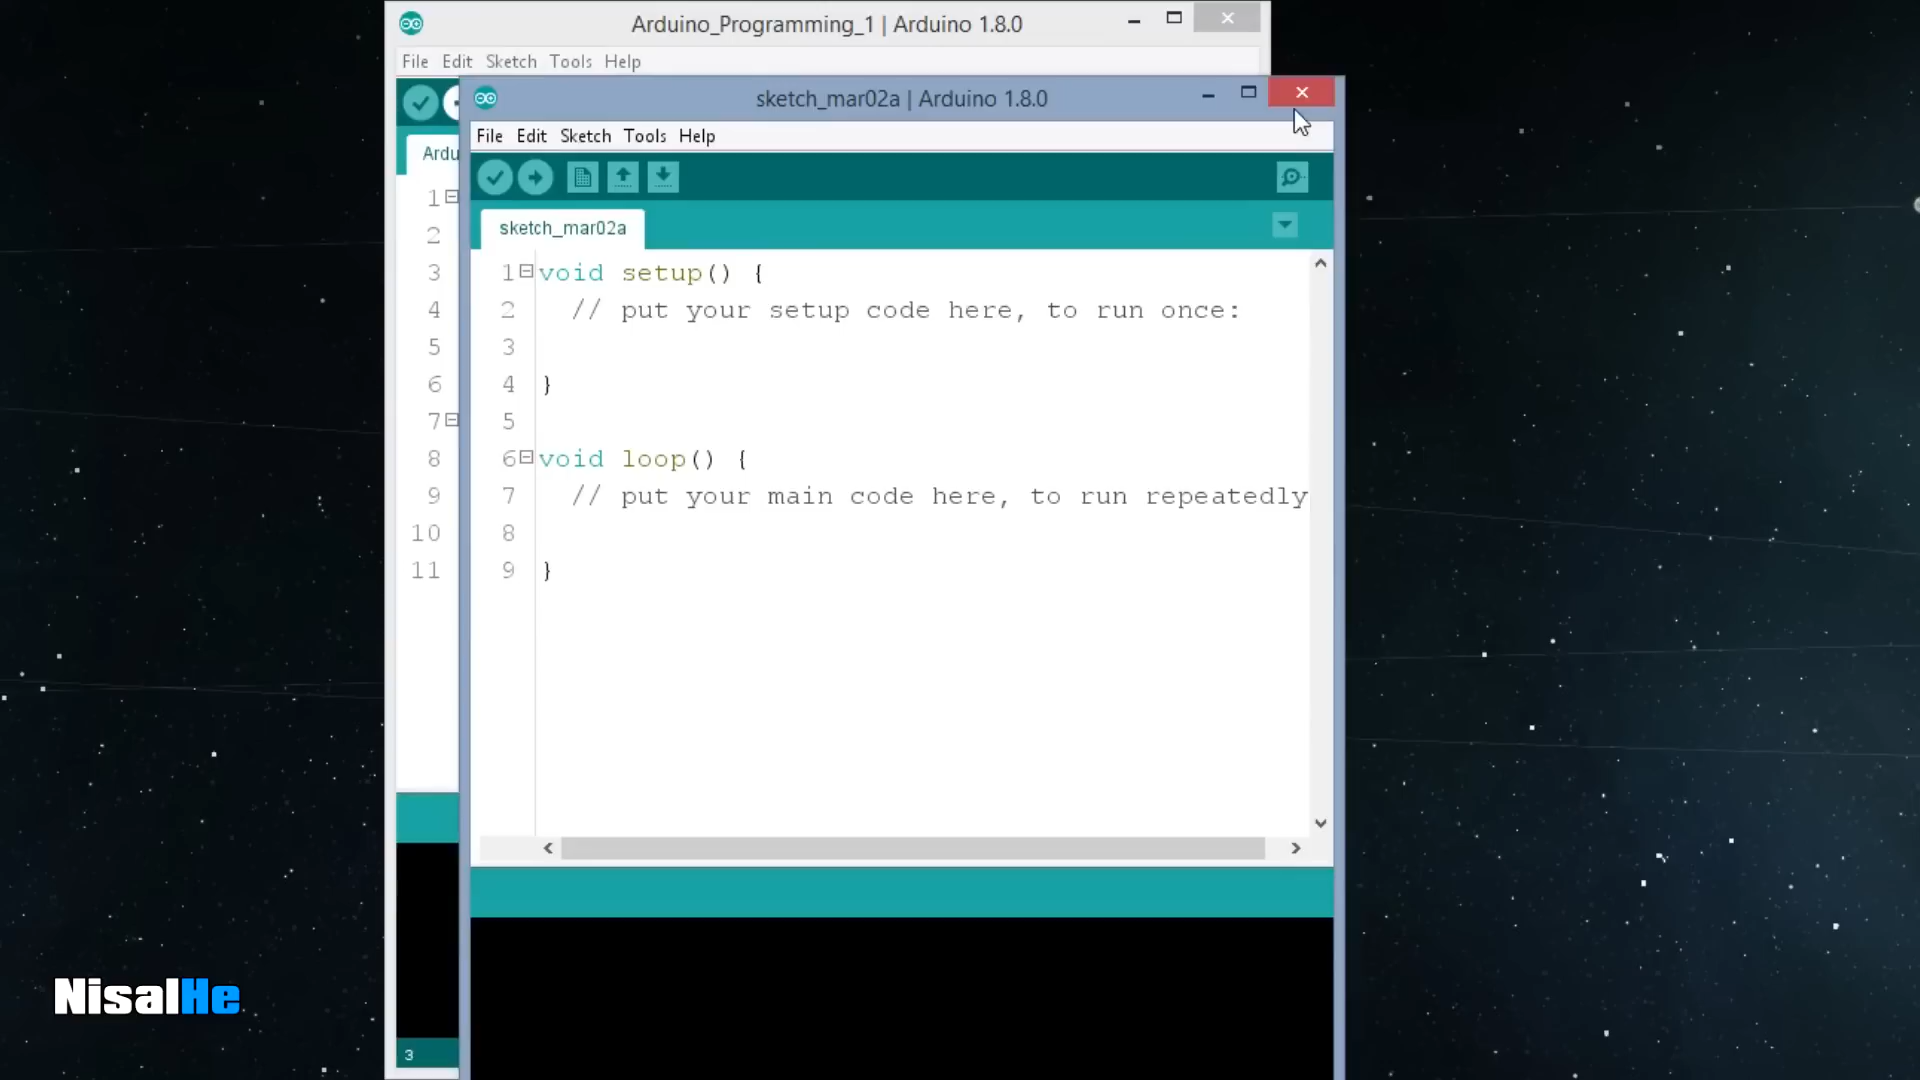 Arduino_Programming_1 | Arduino 1.8.0
File Edit Sketch Tools Help
Ardu
1
2
3
4
5
6
7
8
9
10
11
3
sketch_mar02a | Arduino 1.8.0
File Edit Sketch Tools Help
sketch_mar02a
1 void setup() {
2 // put your setup code here, to run once:
3
4 }
5
6 void loop() {
7 // put your main code here, to run repeatedly
8
9 }
NisalHe